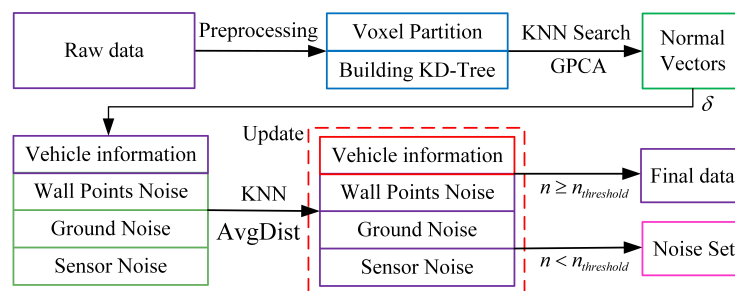 Raw data
Preprocessing
Voxel Partition
Building KD-Tree
KNN Search
GPCA
Normal
Vectors
δ
Update
Vehicle information
Wall Points Noise
Ground Noise
Sensor Noise
KNN
AvgDist
Vehicle information
Wall Points Noise
Ground Noise
Sensor Noise
n ≥ n_threshold
Final data
n < n_threshold
Noise Set